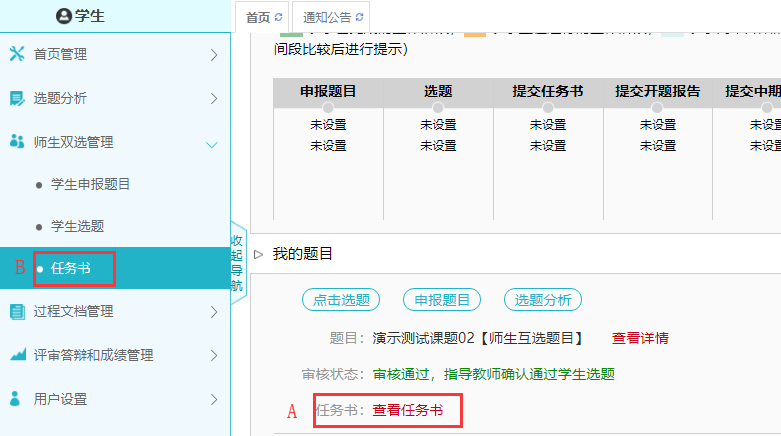 学生
首页
通知公告
首页管理
选题分析
师生双选管理
学生申报题目
学生选题
B 任务书
过程文档管理
评审答辩和成绩管理
用户设置
收起导航
间段比较后进行提示）
申报题目 选题 提交任务书 提交开题报告 提交中期
未设置 未设置 未设置 未设置 未设
未设置 未设置 未设置 未设置 未设
我的题目
点击选题 申报题目 选题分析
题目：演示测试课题02【师生互选题目】 查看详情
审核状态：审核通过，指导教师确认通过学生选题
A 任务书：查看任务书